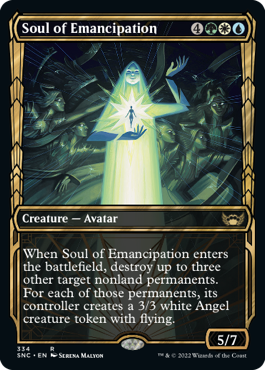 Soul of Emancipation 4
Creature — Avatar
When Soul of Emancipation enters
the battlefield, destroy up to three
other target nonland permanents.
For each of those permanents, its
controller creates a 3/3 white Angel
creature token with flying.
5/7
334 R
SNC • EN SERENA MALYON
™ & © 2022 Wizards of the Coast